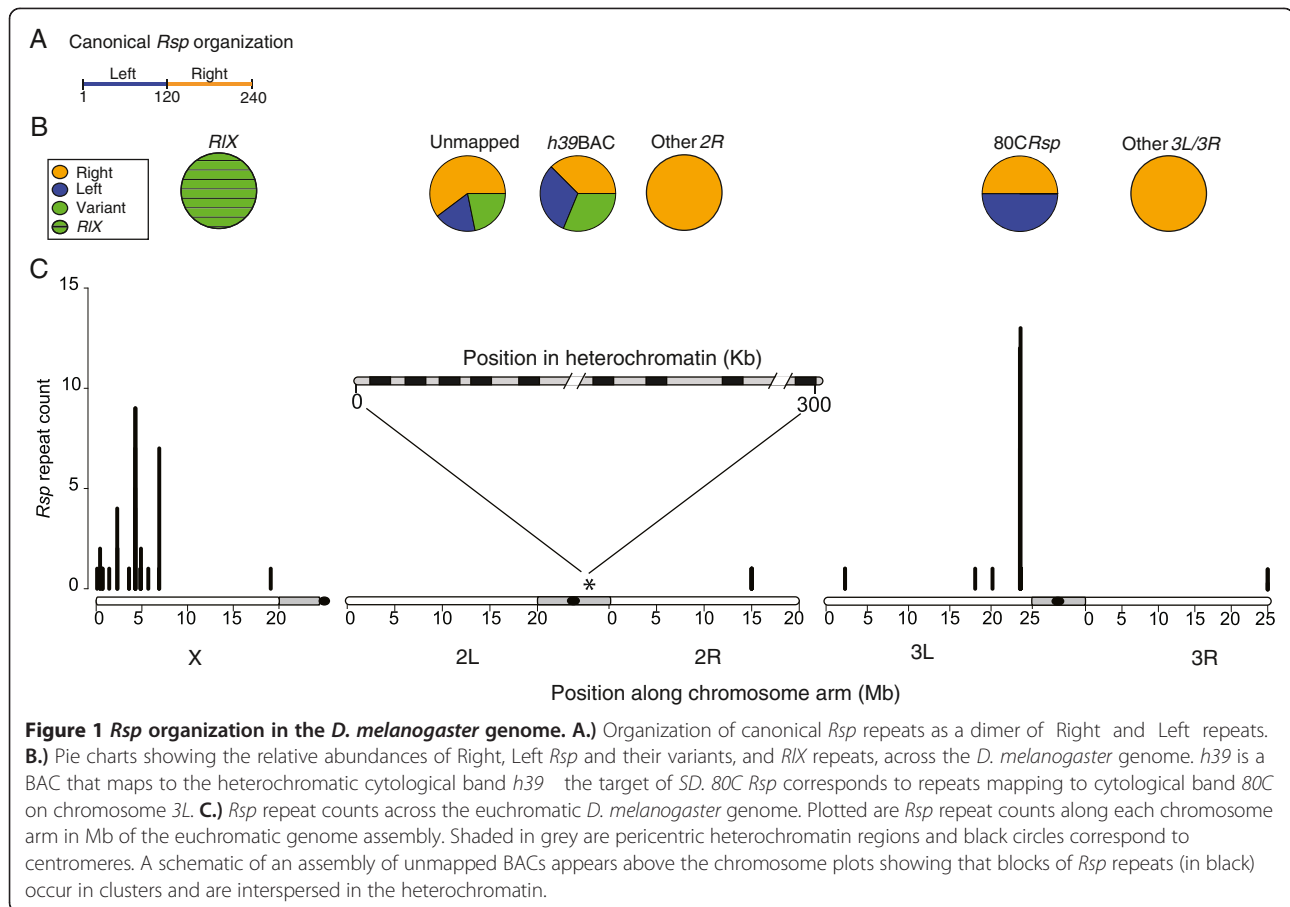 A Canonical Rsp organization
Left Right
1 120 240
B
RlX Unmapped h39BAC Other 2R 80C Rsp Other 3L/3R
Right
Left
Variant
RlX
C
15
10
5
0
Rsp repeat count
Position in heterochromatin (Kb)
0 300
*
0 5 10 15 20 0 5 10 15 20 0 5 10 15 20 0 5 10 15 20 25 0 5 10 15 20 25
X 2L 2R 3L 3R
Position along chromosome arm (Mb)
Figure 1 Rsp organization in the D. melanogaster genome. A.) Organization of canonical Rsp repeats as a dimer of Right and Left repeats.
B.) Pie charts showing the relative abundances of Right, Left Rsp and their variants, and RlX repeats, across the D. melanogaster genome. h39 is a
BAC that maps to the heterochromatic cytological band h39 the target of SD. 80C Rsp corresponds to repeats mapping to cytological band 80C
on chromosome 3L. C.) Rsp repeat counts across the euchromatic D. melanogaster genome. Plotted are Rsp repeat counts along each chromosome
arm in Mb of the euchromatic genome assembly. Shaded in grey are pericentric heterochromatin regions and black circles correspond to
centromeres. A schematic of an assembly of unmapped BACs appears above the chromosome plots showing that blocks of Rsp repeats (in black)
occur in clusters and are interspersed in the heterochromatin.